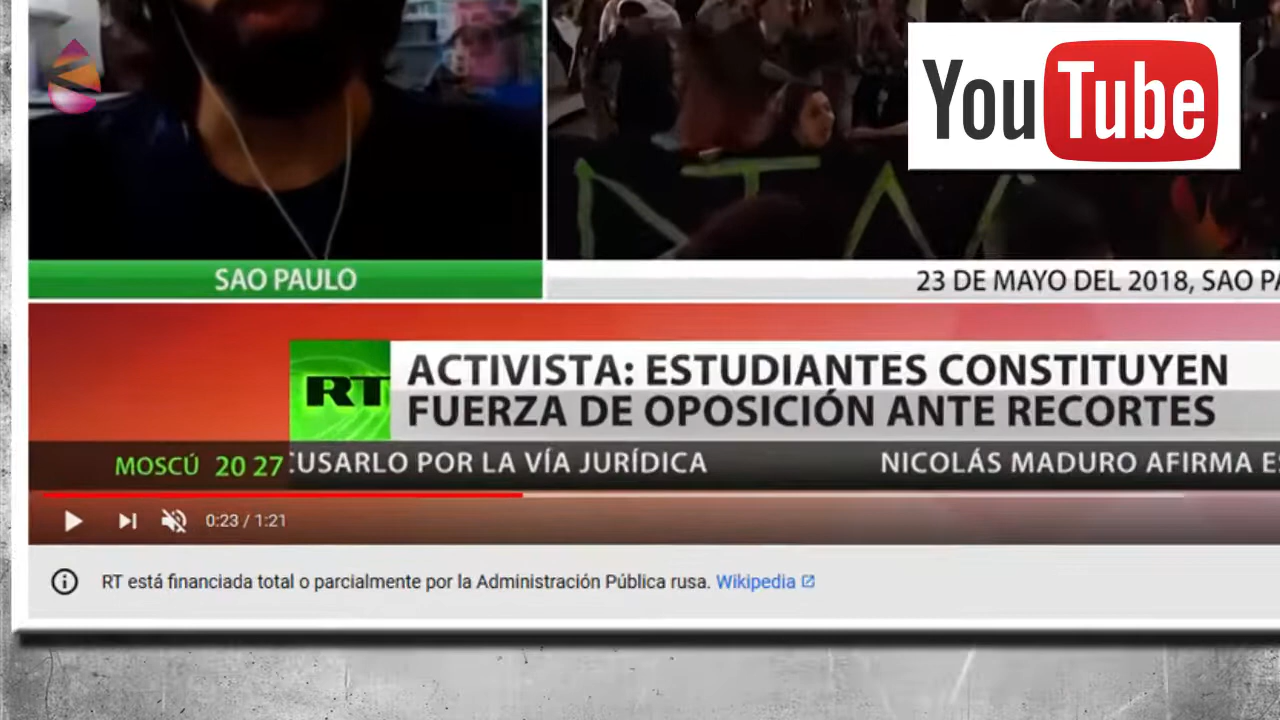 YouTube
SAO PAULO
23 DE MAYO DEL 2018, SAO
RT
ACTIVISTA: ESTUDIANTES CONSTITUYEN
FUERZA DE OPOSICIÓN ANTE RECORTES
MOSCÚ 20 27 CUSARLO POR LA VÍA JURÍDICA NICOLÁS MADURO AFIRMA
0:23 / 1:21
RT está financiada total o parcialmente por la Administración Pública rusa. Wikipedia